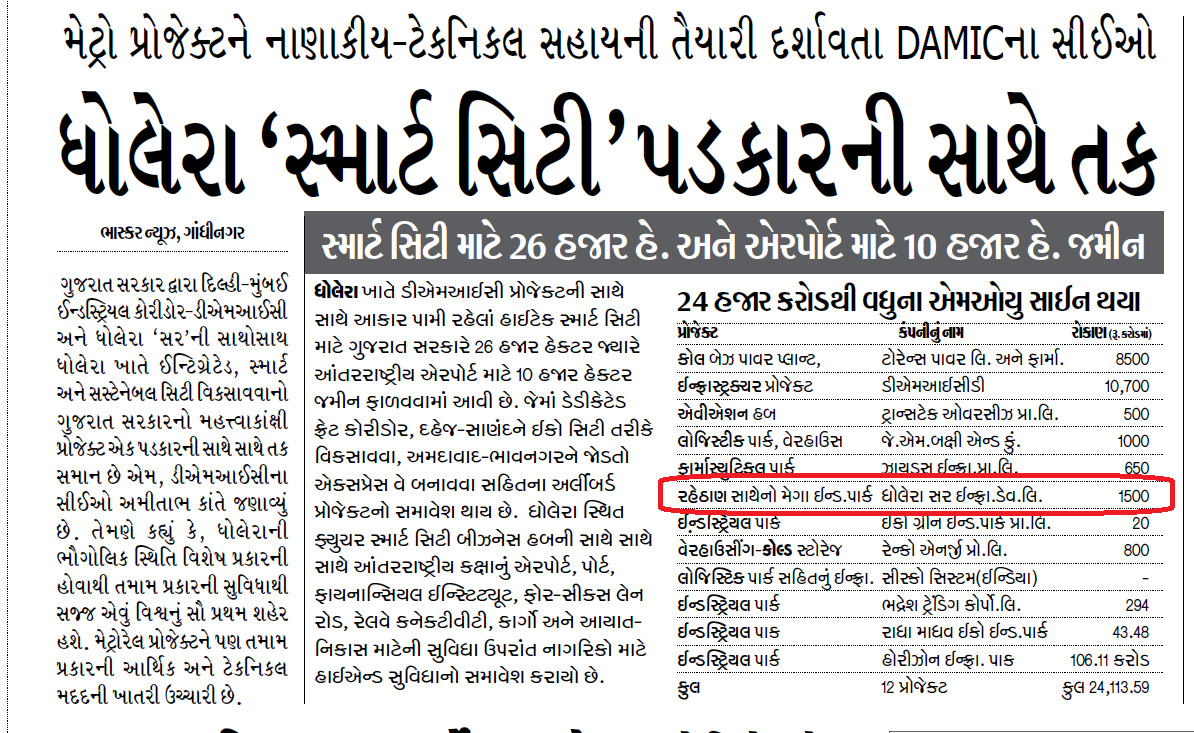 મેટ્રો પ્રોજેક્ટને નાણાકીય-ટેકનિકલ સહાયની તૈયારી દર્શાવતા DAMICના સીઈઓ
ધોલેરા ‘સ્માર્ટ સિટી’ પડકારની સાથે તક
ભાસ્કર ન્યૂઝ, ગાંધીનગર
ગુજરાત સરકાર દ્વારા દિલ્હી-મુંબઈ
ઈન્ડસ્ટ્રિયલ કોરીડોર-ડીએમઆઈસી
અને ધોલેરા ‘સર’ની સાથોસાથ
ધોલેરા ખાતે ઈન્ટિગ્રેટેડ, સ્માર્ટ
અને સસ્ટેનેબલ સિટી વિકસાવવાનો
ગુજરાત સરકારનો મહત્ત્વાકાંક્ષી
પ્રોજેક્ટ એક પડકારની સાથે સાથે તક
સમાન છે એમ, ડીએમઆઈસીના
સીઈઓ અમીતાભ કાંતે જણાવ્યું
છે. તેમણે કહ્યું કે, ધોલેરાની
ભૌગોલિક સ્થિતિ વિશેષ પ્રકારની
હોવાથી તમામ પ્રકારની સુવિધાથી
સજ્જ એવું વિશ્વનું સૌ પ્રથમ શહેર
હશે. મેટ્રોરેલ પ્રોજેક્ટને પણ તમામ
પ્રકારની આર્થિક અને ટેકનિકલ
મદદની ખાતરી ઉચ્ચારી છે.
સ્માર્ટ સિટી માટે 26 હજાર હે. અને એરપોર્ટ માટે 10 હજાર હે. જમીન
ધોલેરા ખાતે ડીએમઆઈસી પ્રોજેક્ટની સાથે
સાથે આકાર પામી રહેલાં હાઈટેક સ્માર્ટ સિટી
માટે ગુજરાત સરકારે 26 હજાર હેક્ટર જ્યારે
આંતરરાષ્ટ્રીય એરપોર્ટ માટે 10 હજાર હેક્ટર
જમીન ફાળવવામાં આવી છે. જેમાં ડેડીકેટેડ
ફ્રેટ કોરીડોર, દહેજ-સાણંદને ઈકો સિટી તરીકે
વિકસાવવા, અમદાવાદ-ભાવનગરને જોડતો
એક્સપ્રેસ વે બનાવવા સહિતના અર્લીબર્ડ
પ્રોજેક્ટનો સમાવેશ થાય છે. ધોલેરા સ્થિત
ફ્યુચર સ્માર્ટ સિટી બીઝનેસ હબની સાથે સાથે
સાથે આંતરરાષ્ટ્રીય કક્ષાનું એરપોર્ટ, પોર્ટ,
ફાયનાન્સિયલ ઈન્સ્ટિટ્યૂટ, ફોર-સીક્સ લેન
રોડ, રેલવે કનેક્ટીવીટી, કાર્ગો અને આયાત-
નિકાસ માટેની સુવિધા ઉપરાંત નાગરિકો માટે
હાઈએન્ડ સુવિધાનો સમાવેશ કરાયો છે.
24 હજાર કરોડથી વધુના એમઓયુ સાઈન થયા
પ્રોજેક્ટ કંપનીનું નામ રોકાણ (રૂ. કરોડમાં)
કોલ બેઝ પાવર પ્લાન્ટ, ટોરેન્સ પાવર લિ. અને ફાર્મા. 8500
ઈન્ફ્રાસ્ટ્રક્ચર પ્રોજેક્ટ ડીએમઆઈસીડી 10,700
એવીએશન હબ ટ્રાન્સટેક ઓવરસીઝ પ્રા.લિ. 500
લોજિસ્ટીક પાર્ક, વેરહાઉસ જે.એમ.બક્ષી એન્ડ કું. 1000
ફાર્માસ્યુટિકલ પાર્ક ઝાયડસ ઈન્ફ્રા.પ્રા.લિ. 650
રહેઠાણ સાથેનો મેગા ઈન્ડ.પાર્ક ધોલેરા સર ઈન્ફ્રા.ડેવ.લિ. 1500
ઈન્ડસ્ટ્રિયલ પાર્ક ઈકો ગ્રીન ઈન્ડ.પાર્ક પ્રા.લિ. 20
વેરહાઉસીંગ-કોલ્ડ સ્ટોરેજ રેન્કો એનર્જી પ્રો.લિ. 800
લોજિસ્ટિક પાર્ક સહિતનું ઈન્ફ્રા. સીસ્કો સિસ્ટમ(ઈન્ડિયા) -
ઈન્ડસ્ટ્રિયલ પાર્ક ભદ્રેશ ટ્રેડિંગ કોર્પો.લિ. 294
ઈન્ડસ્ટ્રિયલ પાક રાધા માધવ ઈકો ઈન્ડ.પાર્ક 43.48
ઈન્ડસ્ટ્રિયલ પાર્ક હોરીઝોન ઈન્ફ્રા. પાક 106.11 કરોડ
કુલ 12 પ્રોજેક્ટ કુલ 24,113.59